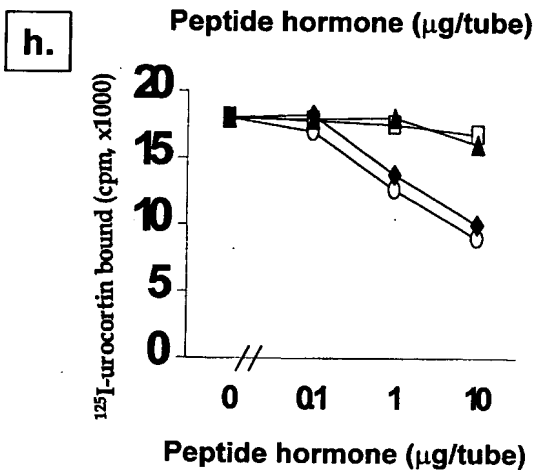 h.
Peptide hormone (μg/tube)
¹²⁵I-urocortin bound (cpm, x1000)
20
15
10
5
0
0 0.1 1 10
Peptide hormone (μg/tube)